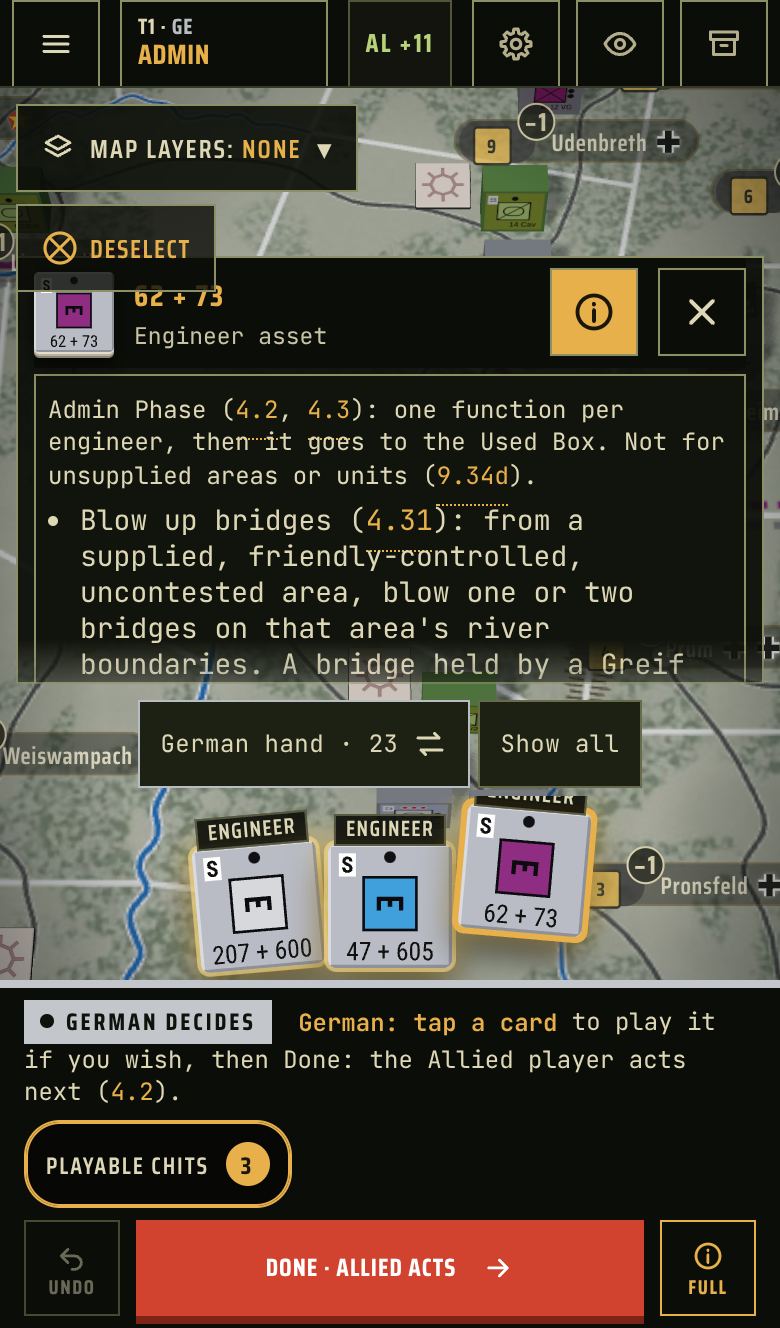 T1 · GE
ADMIN
AL +11
MAP LAYERS: NONE ▼
9
−1
Udenbreth
6
14 Cav
DESELECT
S
62 + 73
E
62 + 73
Engineer asset
Admin Phase (4.2, 4.3): one function per
engineer, then it goes to the Used Box. Not for
unsupplied areas or units (9.34d).
• Blow up bridges (4.31): from a
supplied, friendly-controlled,
uncontested area, blow one or two
bridges on that area's river
boundaries. A bridge held by a Greif
Prüm
Weiswampach
German hand · 23
Show all
ENGINEER
S
E
207 + 600
ENGINEER
S
E
47 + 605
ENGINEER
S
E
62 + 73
3
−1
Pronsfeld
● GERMAN DECIDES German: tap a card to play it
if you wish, then Done: the Allied player acts
next (4.2).
PLAYABLE CHITS 3
UNDO
DONE · ALLIED ACTS →
FULL